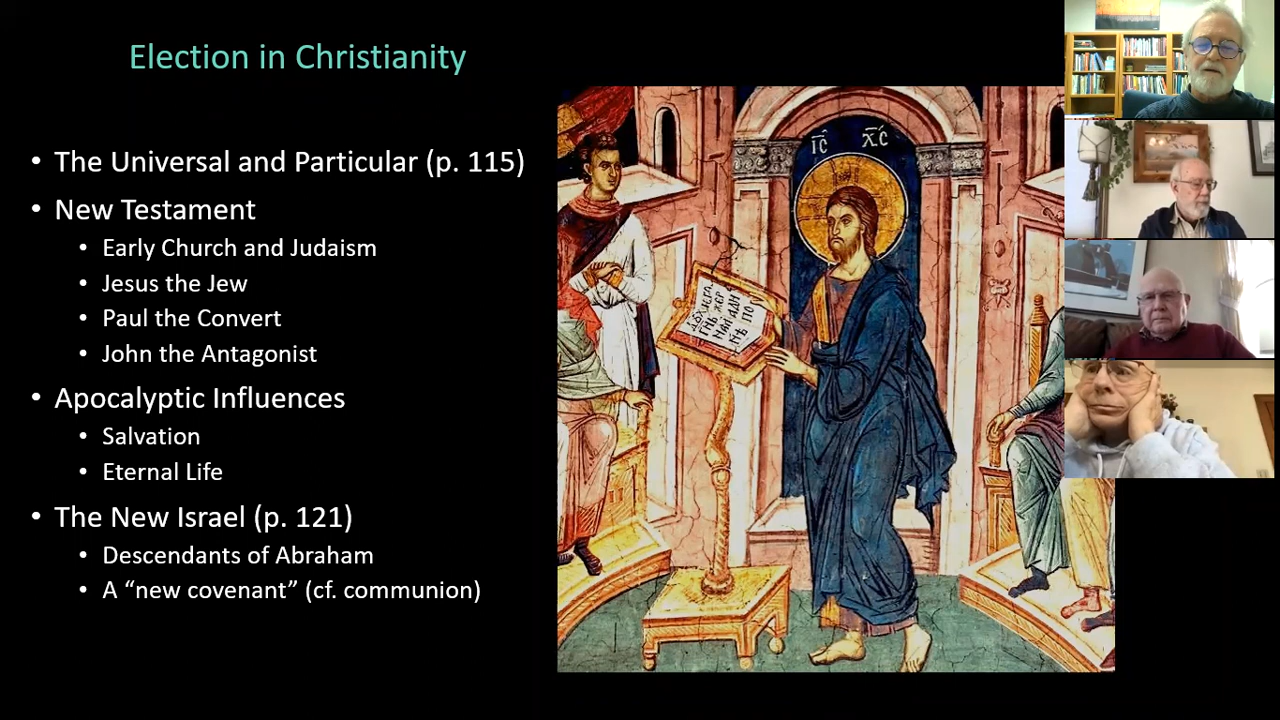 Election in Christianity
• The Universal and Particular (p. 115)
• New Testament
• Early Church and Judaism
• Jesus the Jew
• Paul the Convert
• John the Antagonist
• Apocalyptic Influences
• Salvation
• Eternal Life
• The New Israel (p. 121)
• Descendants of Abraham
• A “new covenant” (cf. communion)
І҃С Х҃С